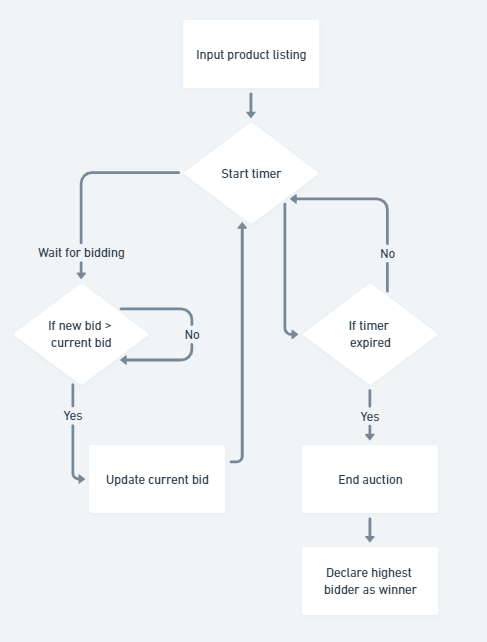 Input product listing
Start timer
Wait for bidding
No
If new bid >
current bid
No
If timer
expired
Yes
Yes
Update current bid
End auction
Declare highest
bidder as winner